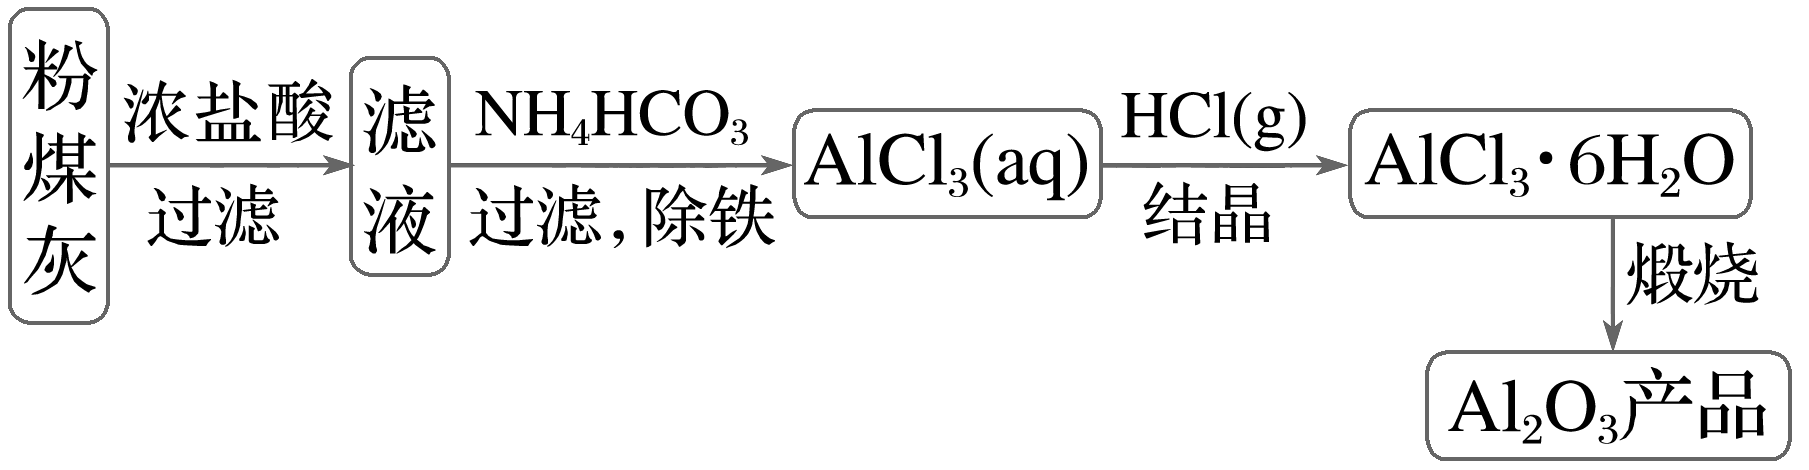 粉煤灰
浓盐酸
过滤
滤液
NH₄HCO₃
过滤,除铁
AlCl₃(aq)
HCl(g)
结晶
AlCl₃·6H₂O
煅烧
Al₂O₃产品